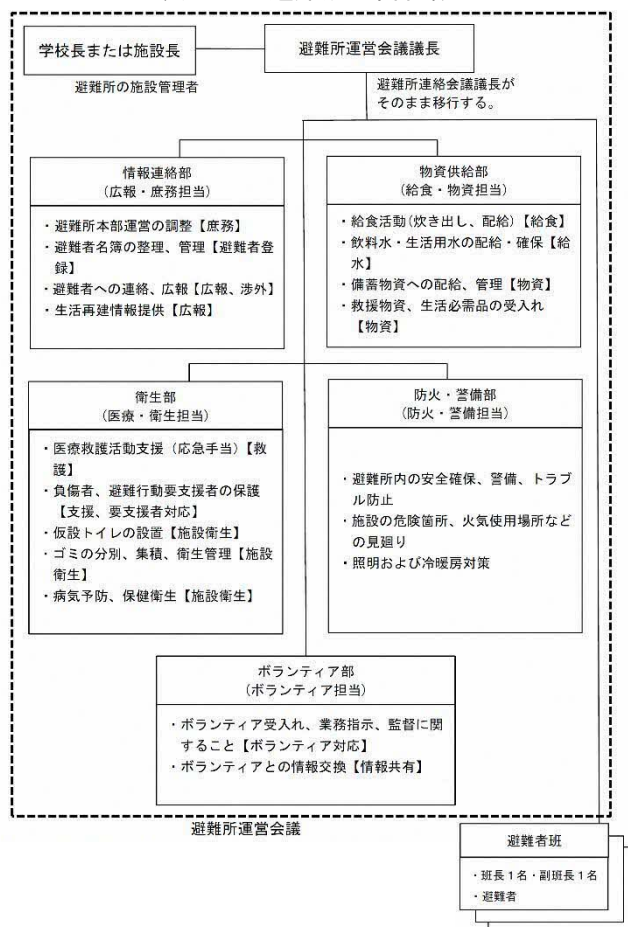 学校長または施設長
避難所運営会議議長
避難所の施設管理者
避難所連絡会議議長が
そのまま移行する。
情報連絡部
(広報・庶務担当)
・避難所本部運営の調整【庶務】
・避難者名簿の整理、管理【避難者登
録】
・避難者への連絡、広報【広報、渉外】
・生活再建情報提供【広報】
物資供給部
(給食・物資担当)
・給食活動(炊き出し、配給)【給食】
・飲料水・生活用水の配給・確保【給
水】
・備蓄物資への配給、管理【物資】
・救援物資、生活必需品の受入れ
【物資】
衛生部
(医療・衛生担当)
・医療救護活動支援(応急手当)【救
護】
・負傷者、避難行動要支援者の保護
【支援、要支援者対応】
・仮設トイレの設置【施設衛生】
・ゴミの分別、集積、衛生管理【施設
衛生】
・病気予防、保健衛生【施設衛生】
防火・警備部
(防火・警備担当)
・避難所内の安全確保、警備、トラブ
ル防止
・施設の危険箇所、火気使用場所など
の見廻り
・照明および冷暖房対策
ボランティア部
(ボランティア担当)
・ボランティア受入れ、業務指示、監督に関
すること【ボランティア対応】
・ボランティアとの情報交換【情報共有】
避難所運営会議
避難者班
・班長1名・副班長1名
・避難者